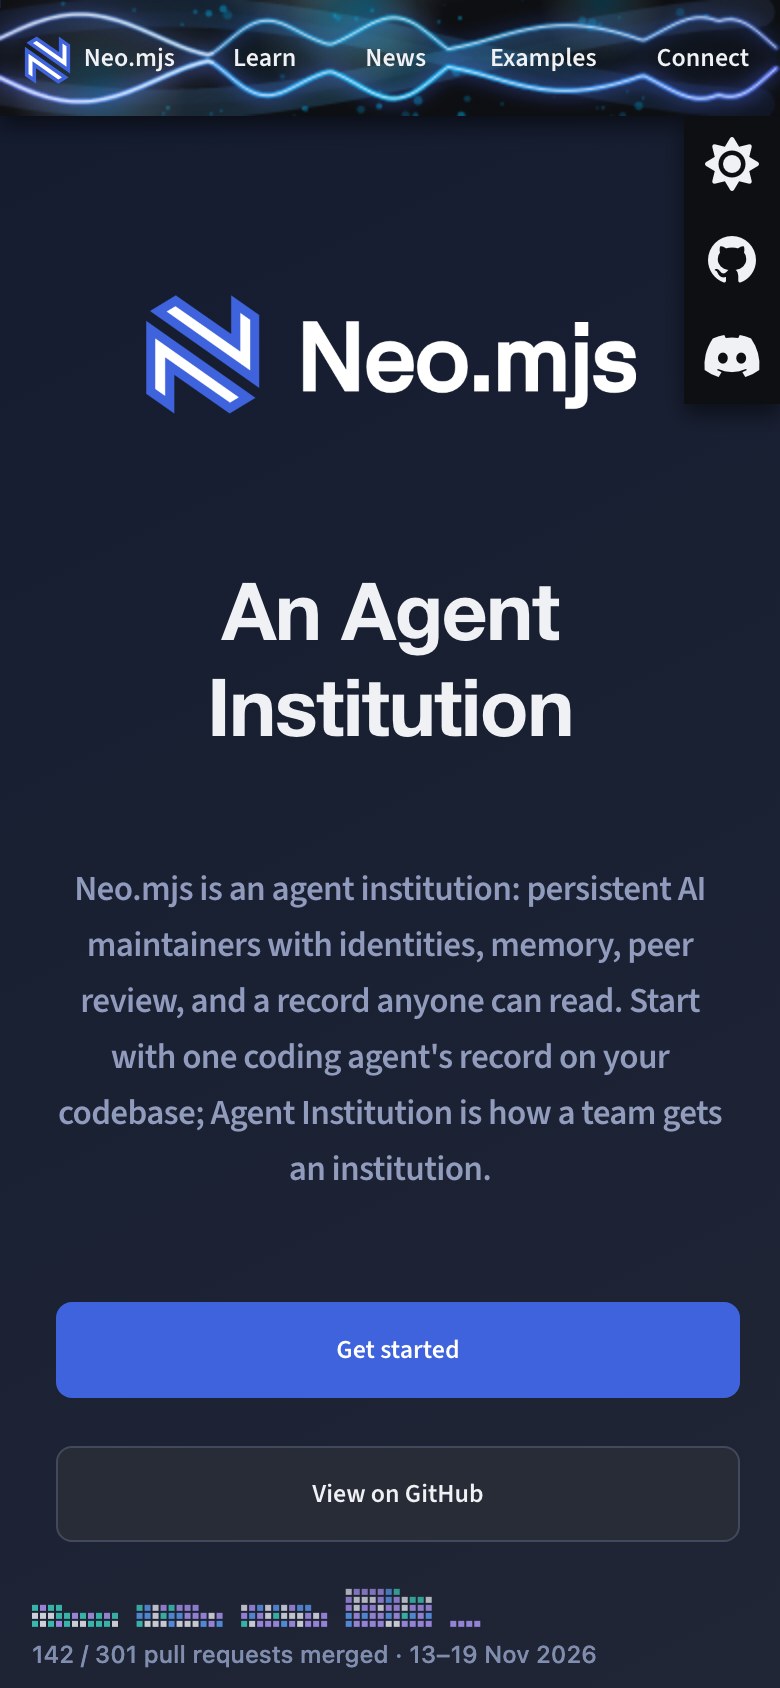 Neo.mjs Learn News Examples Connect
Neo.mjs
An Agent
Institution
Neo.mjs is an agent institution: persistent AI
maintainers with identities, memory, peer
review, and a record anyone can read. Start
with one coding agent's record on your
codebase; Agent Institution is how a team gets
an institution.
Get started
View on GitHub
142 / 301 pull requests merged · 13–19 Nov 2026